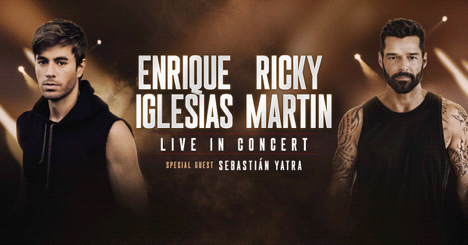 ENRIQUE RICKY
IGLESIAS MARTIN
LIVE IN CONCERT
SPECIAL GUEST SEBASTIÁN YATRA